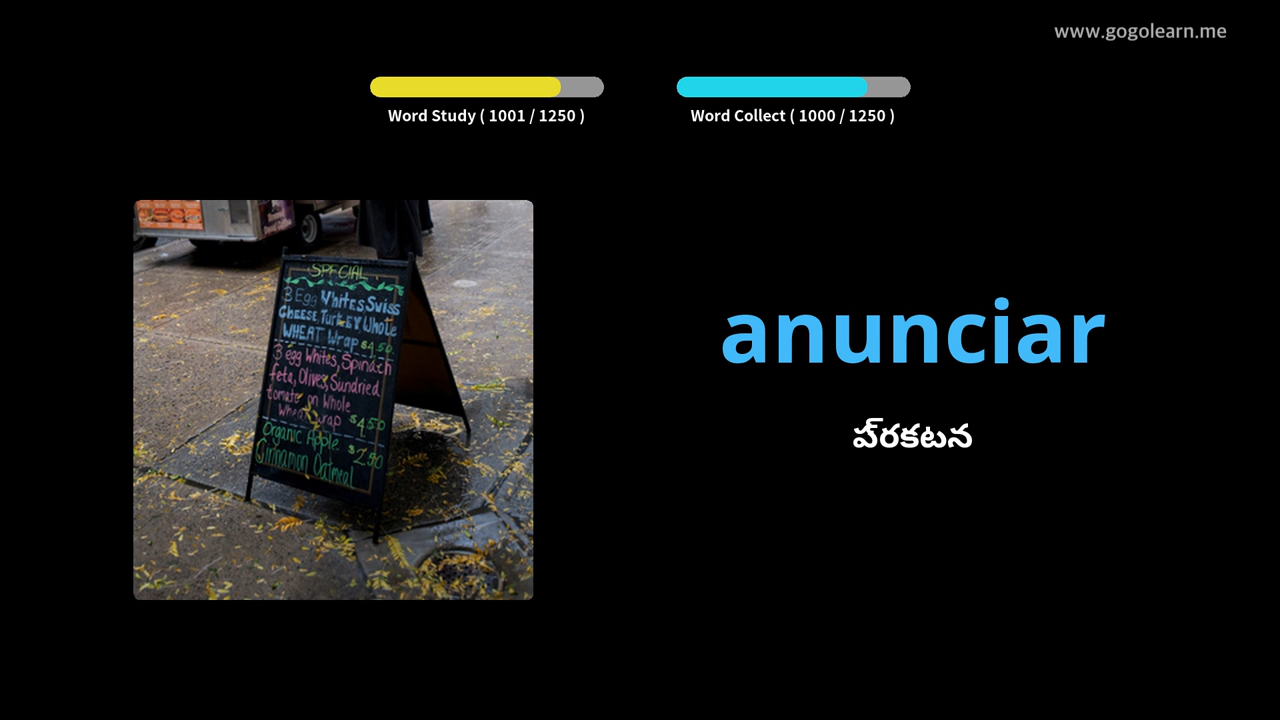 www.gogolearn.me
Word Study ( 1001 / 1250 )
Word Collect ( 1000 / 1250 )
SPECIAL
3 Egg Whites, Swiss
Cheese, Turkey Whole
WHEAT Wrap $4.50
3 egg Whites, Spinach
feta, Olives, Sundried
tomato on Whole
Wheat Wrap $4.50
Organic Apple
Cinnamon Oatmeal
anunciar
ప్రకటన